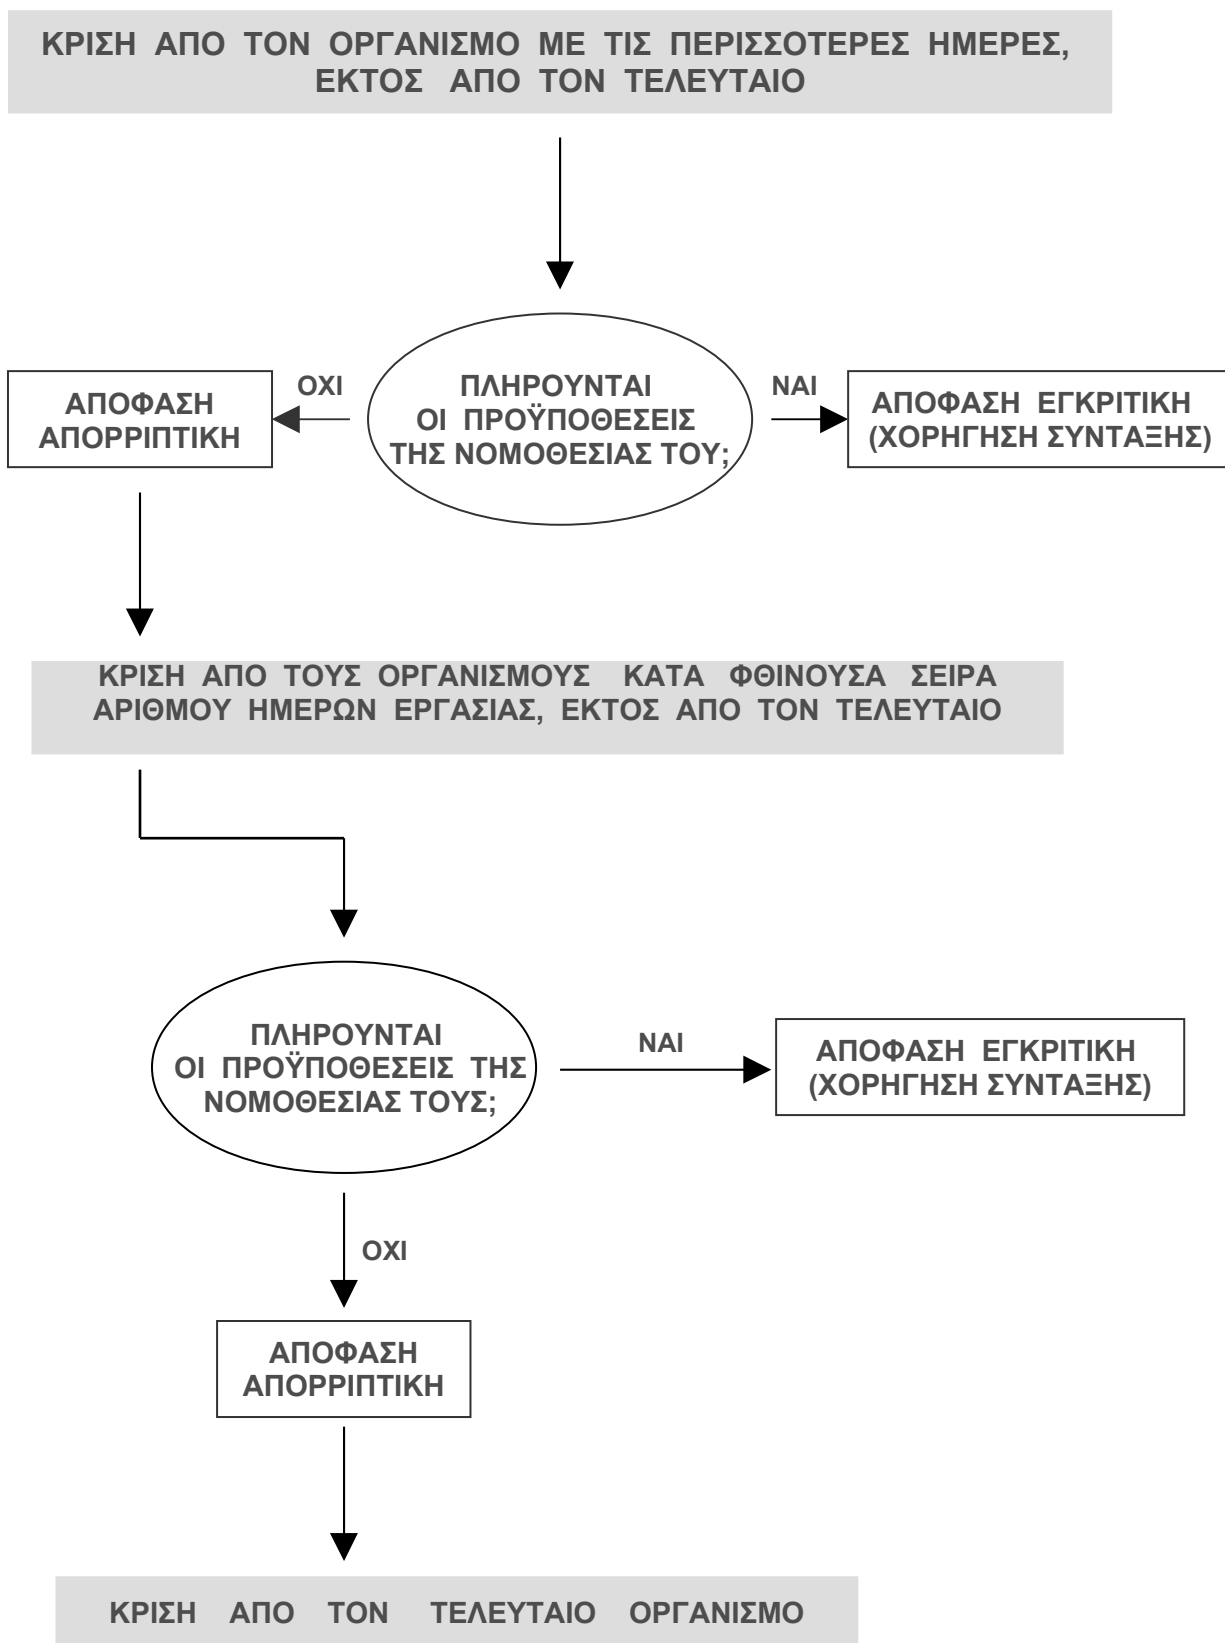 ΚΡΙΣΗ ΑΠΟ ΤΟΝ ΟΡΓΑΝΙΣΜΟ ΜΕ ΤΙΣ ΠΕΡΙΣΣΟΤΕΡΕΣ ΗΜΕΡΕΣ,
ΕΚΤΟΣ ΑΠΟ ΤΟΝ ΤΕΛΕΥΤΑΙΟ
ΑΠΟΦΑΣΗ
ΑΠΟΡΡΙΠΤΙΚΗ
ΟΧΙ
ΠΛΗΡΟΥΝΤΑΙ
ΟΙ ΠΡΟΫΠΟΘΕΣΕΙΣ
ΤΗΣ ΝΟΜΟΘΕΣΙΑΣ ΤΟΥ;
ΝΑΙ
ΑΠΟΦΑΣΗ ΕΓΚΡΙΤΙΚΗ
(ΧΟΡΗΓΗΣΗ ΣΥΝΤΑΞΗΣ)
ΚΡΙΣΗ ΑΠΟ ΤΟΥΣ ΟΡΓΑΝΙΣΜΟΥΣ ΚΑΤΑ ΦΘΙΝΟΥΣΑ ΣΕΙΡΑ
ΑΡΙΘΜΟΥ ΗΜΕΡΩΝ ΕΡΓΑΣΙΑΣ, ΕΚΤΟΣ ΑΠΟ ΤΟΝ ΤΕΛΕΥΤΑΙΟ
ΠΛΗΡΟΥΝΤΑΙ
ΟΙ ΠΡΟΫΠΟΘΕΣΕΙΣ ΤΗΣ
ΝΟΜΟΘΕΣΙΑΣ ΤΟΥΣ;
ΝΑΙ
ΑΠΟΦΑΣΗ ΕΓΚΡΙΤΙΚΗ
(ΧΟΡΗΓΗΣΗ ΣΥΝΤΑΞΗΣ)
ΟΧΙ
ΑΠΟΦΑΣΗ
ΑΠΟΡΡΙΠΤΙΚΗ
ΚΡΙΣΗ ΑΠΟ ΤΟΝ ΤΕΛΕΥΤΑΙΟ ΟΡΓΑΝΙΣΜΟ